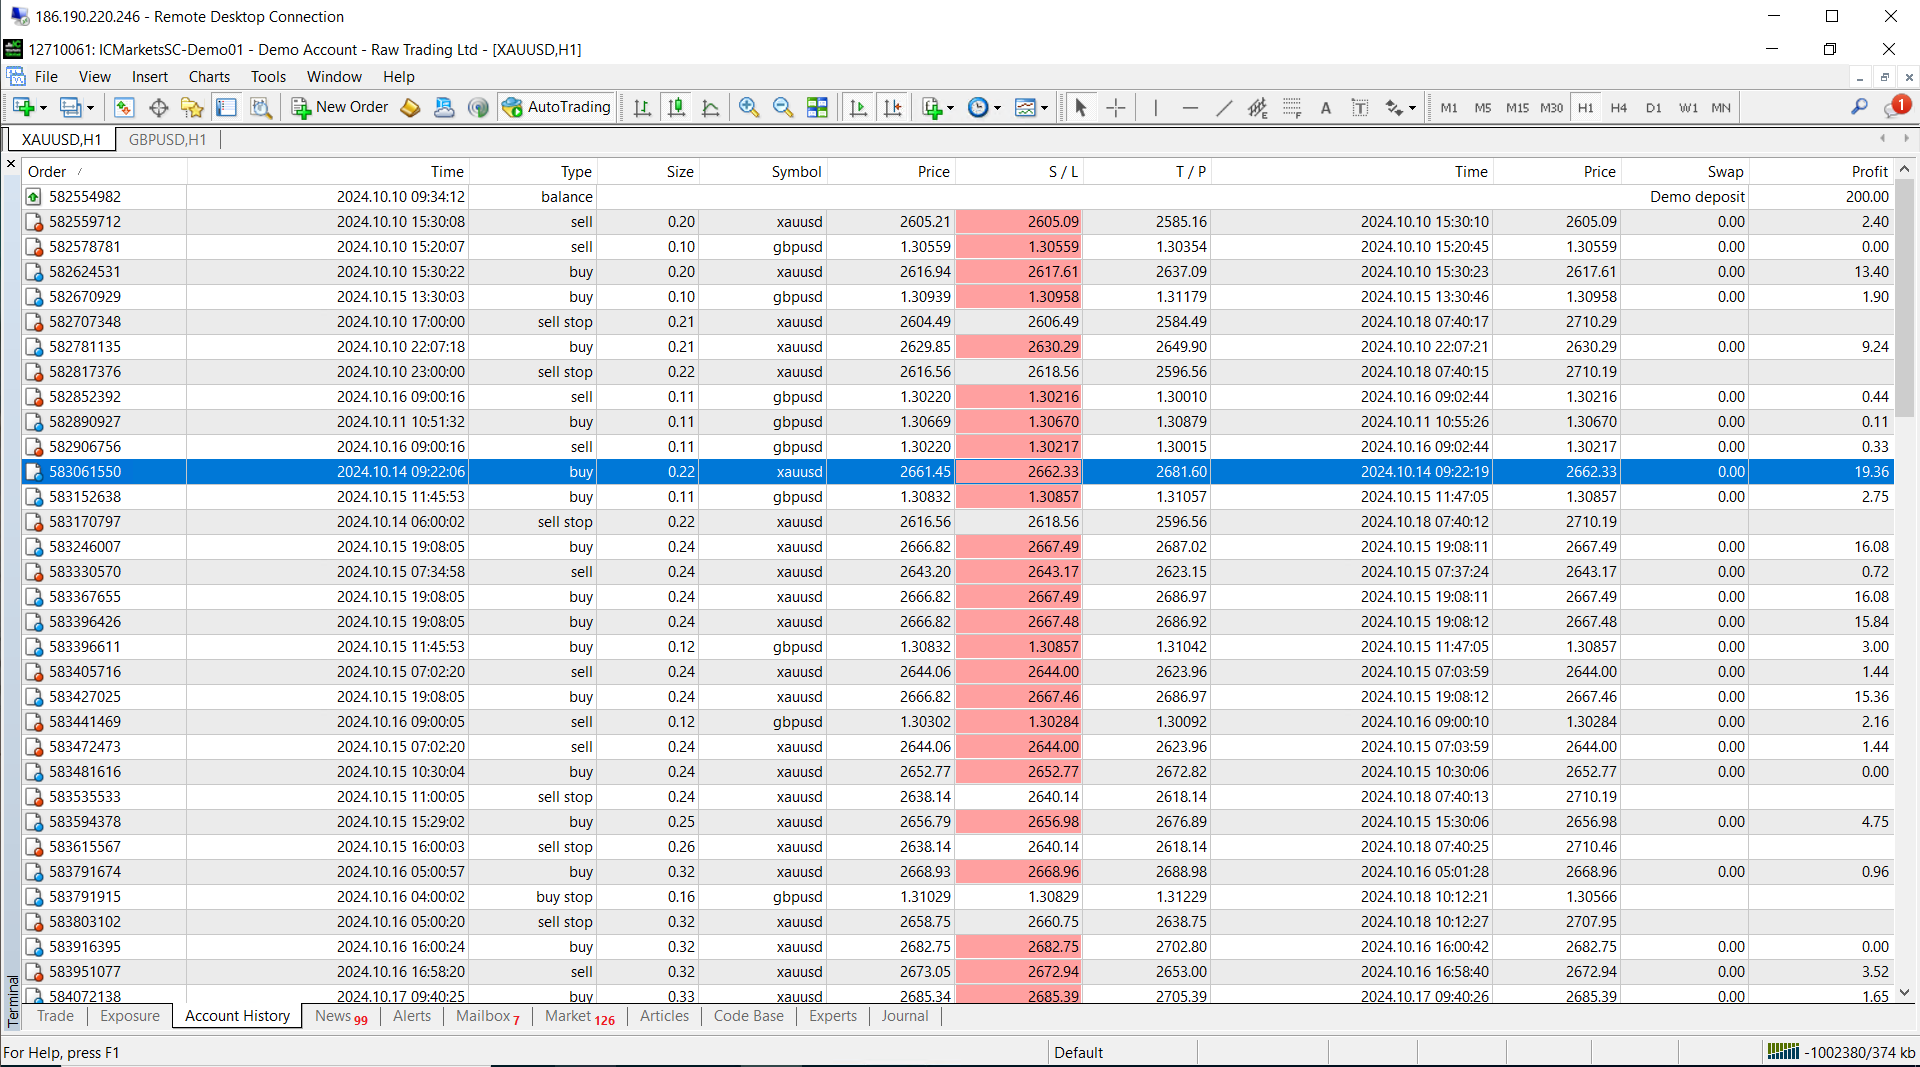 186.190.220.246 - Remote Desktop Connection
12710061: ICMarketsSC-Demo01 - Demo Account - Raw Trading Ltd - [XAUUSD,H1]
File View Insert Charts Tools Window Help
New Order AutoTrading A T M1 M5 M15 M30 H1 H4 D1 W1 MN 1
XAUUSD,H1 GBPUSD,H1
Order / Time Type Size Symbol Price S / L T / P Time Price Swap Profit
582554982 2024.10.10 09:34:12 balance Demo deposit 200.00
582559712 2024.10.10 15:30:08 sell 0.20 xauusd 2605.21 2605.09 2585.16 2024.10.10 15:30:10 2605.09 0.00 2.40
582578781 2024.10.10 15:20:07 sell 0.10 gbpusd 1.30559 1.30559 1.30354 2024.10.10 15:20:45 1.30559 0.00 0.00
582624531 2024.10.10 15:30:22 buy 0.20 xauusd 2616.94 2617.61 2637.09 2024.10.10 15:30:23 2617.61 0.00 13.40
582670929 2024.10.15 13:30:03 buy 0.10 gbpusd 1.30939 1.30958 1.31179 2024.10.15 13:30:46 1.30958 0.00 1.90
582707348 2024.10.10 17:00:00 sell stop 0.21 xauusd 2604.49 2606.49 2584.49 2024.10.18 07:40:17 2710.29
582781135 2024.10.10 22:07:18 buy 0.21 xauusd 2629.85 2630.29 2649.90 2024.10.10 22:07:21 2630.29 0.00 9.24
582817376 2024.10.10 23:00:00 sell stop 0.22 xauusd 2616.56 2618.56 2596.56 2024.10.18 07:40:15 2710.19
582852392 2024.10.16 09:00:16 sell 0.11 gbpusd 1.30220 1.30216 1.30010 2024.10.16 09:02:44 1.30216 0.00 0.44
582890927 2024.10.11 10:51:32 buy 0.11 gbpusd 1.30669 1.30670 1.30879 2024.10.11 10:55:26 1.30670 0.00 0.11
582906756 2024.10.16 09:00:16 sell 0.11 gbpusd 1.30220 1.30217 1.30015 2024.10.16 09:02:44 1.30217 0.00 0.33
583061550 2024.10.14 09:22:06 buy 0.22 xauusd 2661.45 2662.33 2681.60 2024.10.14 09:22:19 2662.33 0.00 19.36
583152638 2024.10.15 11:45:53 buy 0.11 gbpusd 1.30832 1.30857 1.31057 2024.10.15 11:47:05 1.30857 0.00 2.75
583170797 2024.10.14 06:00:02 sell stop 0.22 xauusd 2616.56 2618.56 2596.56 2024.10.18 07:40:12 2710.19
583246007 2024.10.15 19:08:05 buy 0.24 xauusd 2666.82 2667.49 2687.02 2024.10.15 19:08:11 2667.49 0.00 16.08
583330570 2024.10.15 07:34:58 sell 0.24 xauusd 2643.20 2643.17 2623.15 2024.10.15 07:37:24 2643.17 0.00 0.72
583367655 2024.10.15 19:08:05 buy 0.24 xauusd 2666.82 2667.49 2686.97 2024.10.15 19:08:11 2667.49 0.00 16.08
583396426 2024.10.15 19:08:05 buy 0.24 xauusd 2666.82 2667.48 2686.92 2024.10.15 19:08:12 2667.48 0.00 15.84
583396611 2024.10.15 11:45:53 buy 0.12 gbpusd 1.30832 1.30857 1.31042 2024.10.15 11:47:05 1.30857 0.00 3.00
583405716 2024.10.15 07:02:20 sell 0.24 xauusd 2644.06 2644.00 2623.96 2024.10.15 07:03:59 2644.00 0.00 1.44
583427025 2024.10.15 19:08:05 buy 0.24 xauusd 2666.82 2667.46 2686.97 2024.10.15 19:08:12 2667.46 0.00 15.36
583441469 2024.10.16 09:00:05 sell 0.12 gbpusd 1.30302 1.30284 1.30092 2024.10.16 09:00:10 1.30284 0.00 2.16
583472473 2024.10.15 07:02:20 sell 0.24 xauusd 2644.06 2644.00 2623.96 2024.10.15 07:03:59 2644.00 0.00 1.44
583481616 2024.10.15 10:30:04 buy 0.24 xauusd 2652.77 2652.77 2672.82 2024.10.15 10:30:06 2652.77 0.00 0.00
583535533 2024.10.15 11:00:05 sell stop 0.24 xauusd 2638.14 2640.14 2618.14 2024.10.18 07:40:13 2710.19
583594378 2024.10.15 15:29:02 buy 0.25 xauusd 2656.79 2656.98 2676.89 2024.10.15 15:30:06 2656.98 0.00 4.75
583615567 2024.10.15 16:00:03 sell stop 0.26 xauusd 2638.14 2640.14 2618.14 2024.10.18 07:40:25 2710.46
583791674 2024.10.16 05:00:57 buy 0.32 xauusd 2668.93 2668.96 2688.98 2024.10.16 05:01:28 2668.96 0.00 0.96
583791915 2024.10.16 04:00:02 buy stop 0.16 gbpusd 1.31029 1.30829 1.31229 2024.10.18 10:12:21 1.30566
583803102 2024.10.16 05:00:20 sell stop 0.32 xauusd 2658.75 2660.75 2638.75 2024.10.18 10:12:27 2707.95
583916395 2024.10.16 16:00:24 buy 0.32 xauusd 2682.75 2682.75 2702.80 2024.10.16 16:00:42 2682.75 0.00 0.00
583951077 2024.10.16 16:58:20 sell 0.32 xauusd 2673.05 2672.94 2653.00 2024.10.16 16:58:40 2672.94 0.00 3.52
584072138 2024.10.17 09:40:25 buy 0.33 xauusd 2685.34 2685.39 2705.39 2024.10.17 09:40:26 2685.39 0.00 1.65
Terminal
Trade Exposure Account History News 99 Alerts Mailbox 7 Market 126 Articles Code Base Experts Journal
For Help, press F1 Default -1002380/374 kb